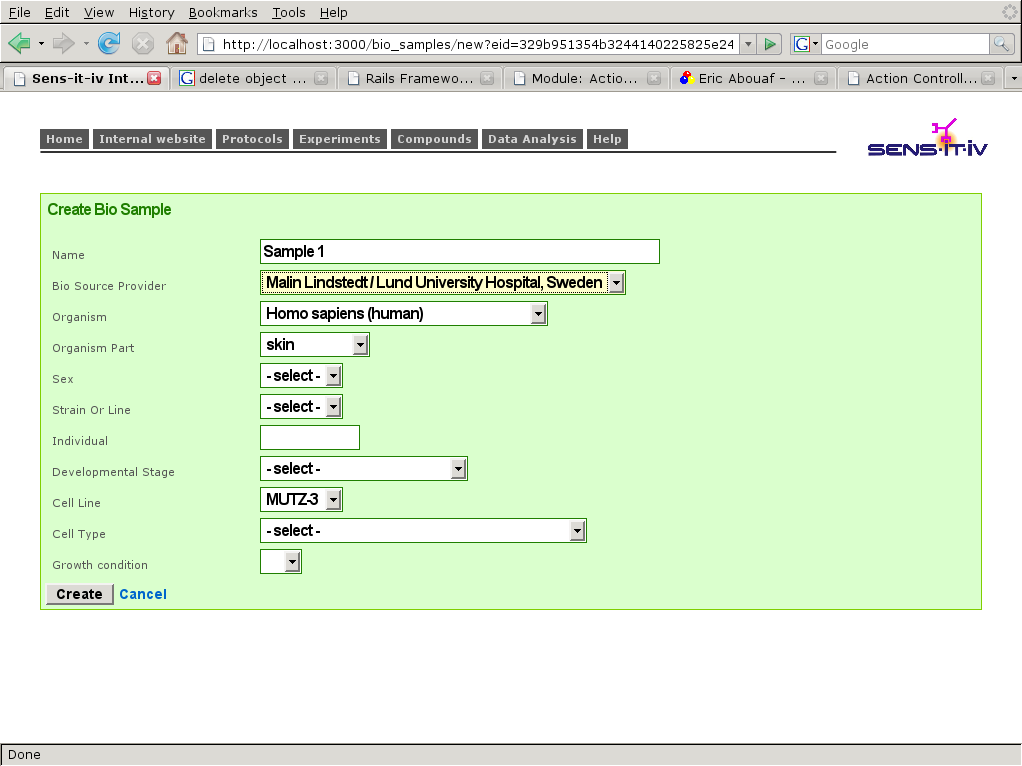 File Edit View History Bookmarks Tools Help
http://localhost:3000/bio_samples/new?eid=329b951354b3244140225825e24
G Google
Sens-it-iv Int... G delete object ... Rails Framewo... Module: Actio... Eric Abouaf – ... Action Controll...
Home Internal website Protocols Experiments Compounds Data Analysis Help
SENS-IT-IV
Create Bio Sample
Name Sample 1
Bio Source Provider Malin Lindstedt / Lund University Hospital, Sweden
Organism Homo sapiens (human)
Organism Part skin
Sex - select -
Strain Or Line - select -
Individual
Developmental Stage - select -
Cell Line MUTZ-3
Cell Type - select -
Growth condition
Create Cancel
Done